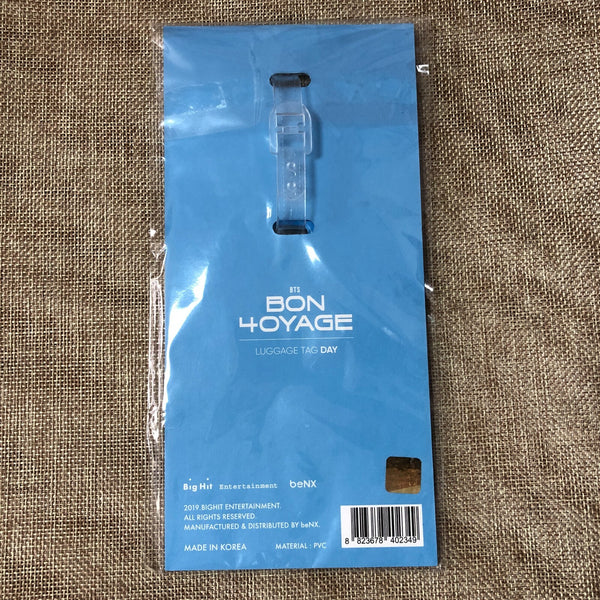 BTS
BON
4OYAGE
LUGGAGE TAG DAY
Big Hit Entertainment beNX
2019 BIGHIT ENTERTAINMENT.
ALL RIGHTS RESERVED.
MANUFACTURED & DISTRIBUTED BY beNX.
MADE IN KOREA MATERIAL : PVC
8 823678 402349